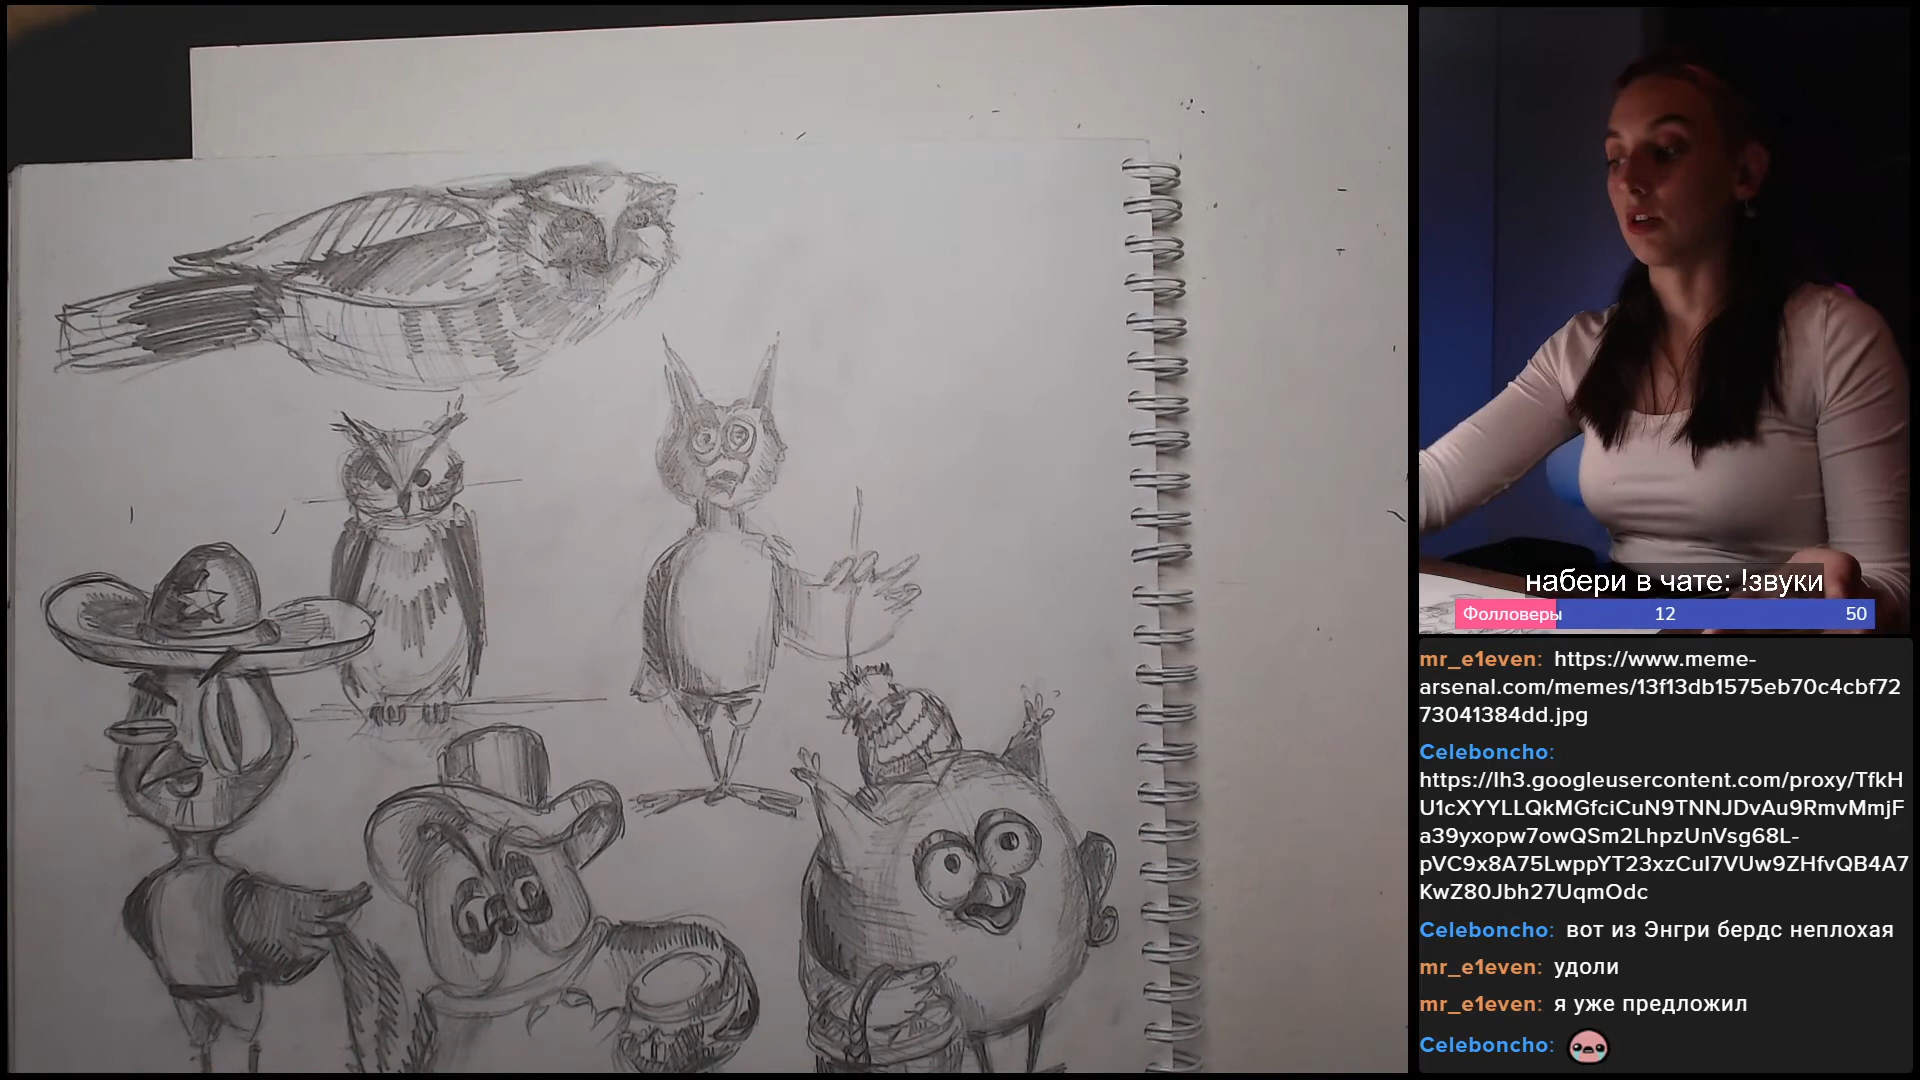 набери в чате: !звуки
Фолловеры 12 50
mr_e1even: https://www.meme-
arsenal.com/memes/13f13db1575eb70c4cbf72
73041384dd.jpg
Celeboncho:
https://lh3.googleusercontent.com/proxy/TfkH
U1cXYYLLQkMGfciCuN9TNNJDvAu9RmvMmjF
a39yxopw7owQSm2LhpzUnVsg68L-
pVC9x8A75LwppYT23xzCuI7VUw9ZHfvQB4A7
KwZ80Jbh27UqmOdc
Celeboncho: вот из Энгри бердс неплохая
mr_e1even: удоли
mr_e1even: я уже предложил
Celeboncho: